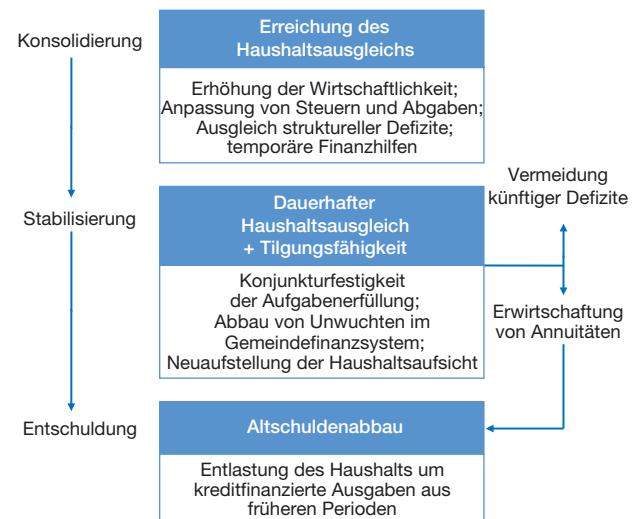 Konsolidierung
Erreichung des
Haushaltsausgleichs
Erhöhung der Wirtschaftlichkeit;
Anpassung von Steuern und Abgaben;
Ausgleich struktureller Defizite;
temporäre Finanzhilfen
Stabilisierung
Dauerhafter
Haushaltsausgleich
+ Tilgungsfähigkeit
Konjunkturfestigkeit
der Aufgabenerfüllung;
Abbau von Unwuchten im
Gemeindefinanzsystem;
Neuaufstellung der Haushaltsaufsicht
Vermeidung
künftiger Defizite
Erwirtschaftung
von Annuitäten
Entschuldung
Altschuldenabbau
Entlastung des Haushalts um
kreditfinanzierte Ausgaben aus
früheren Perioden